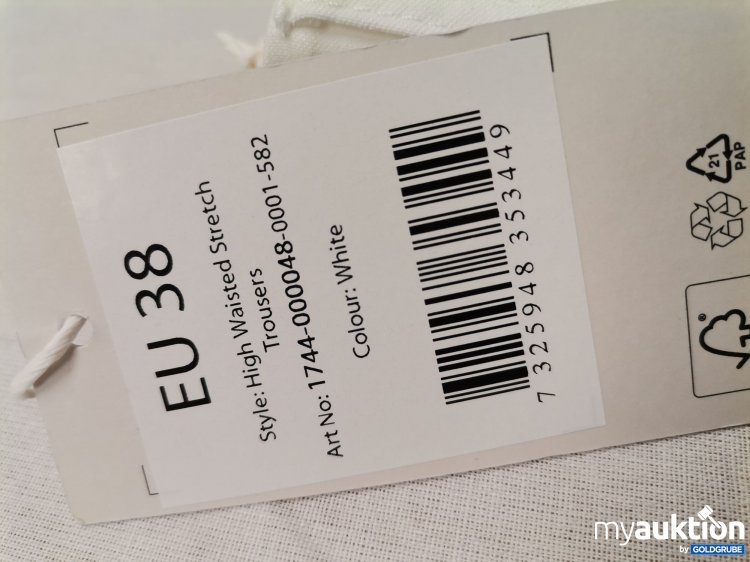 EU 38
Style: High Waisted Stretch
Trousers
Art No: 1744-000048-0001-582
Colour: White
7 325948 353449
21
PAP
®
myauktion
by GOLDGRUBE